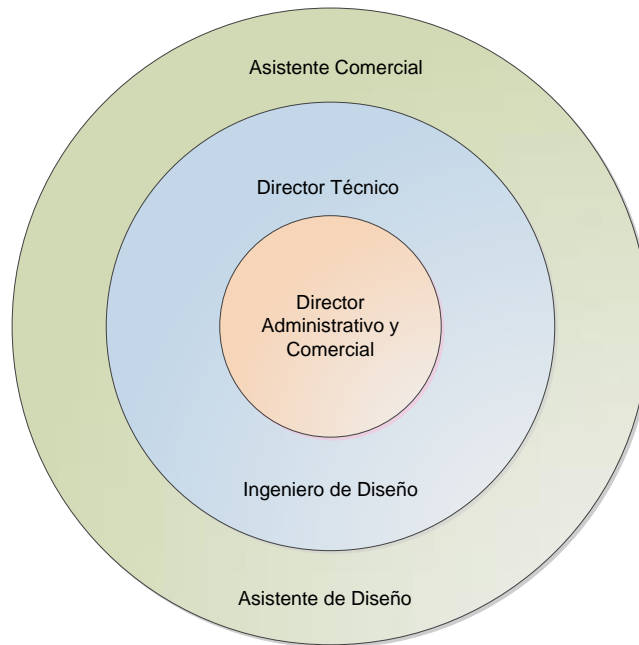 Asistente Comercial
Director Técnico
Director
Administrativo y
Comercial
Ingeniero de Diseño
Asistente de Diseño